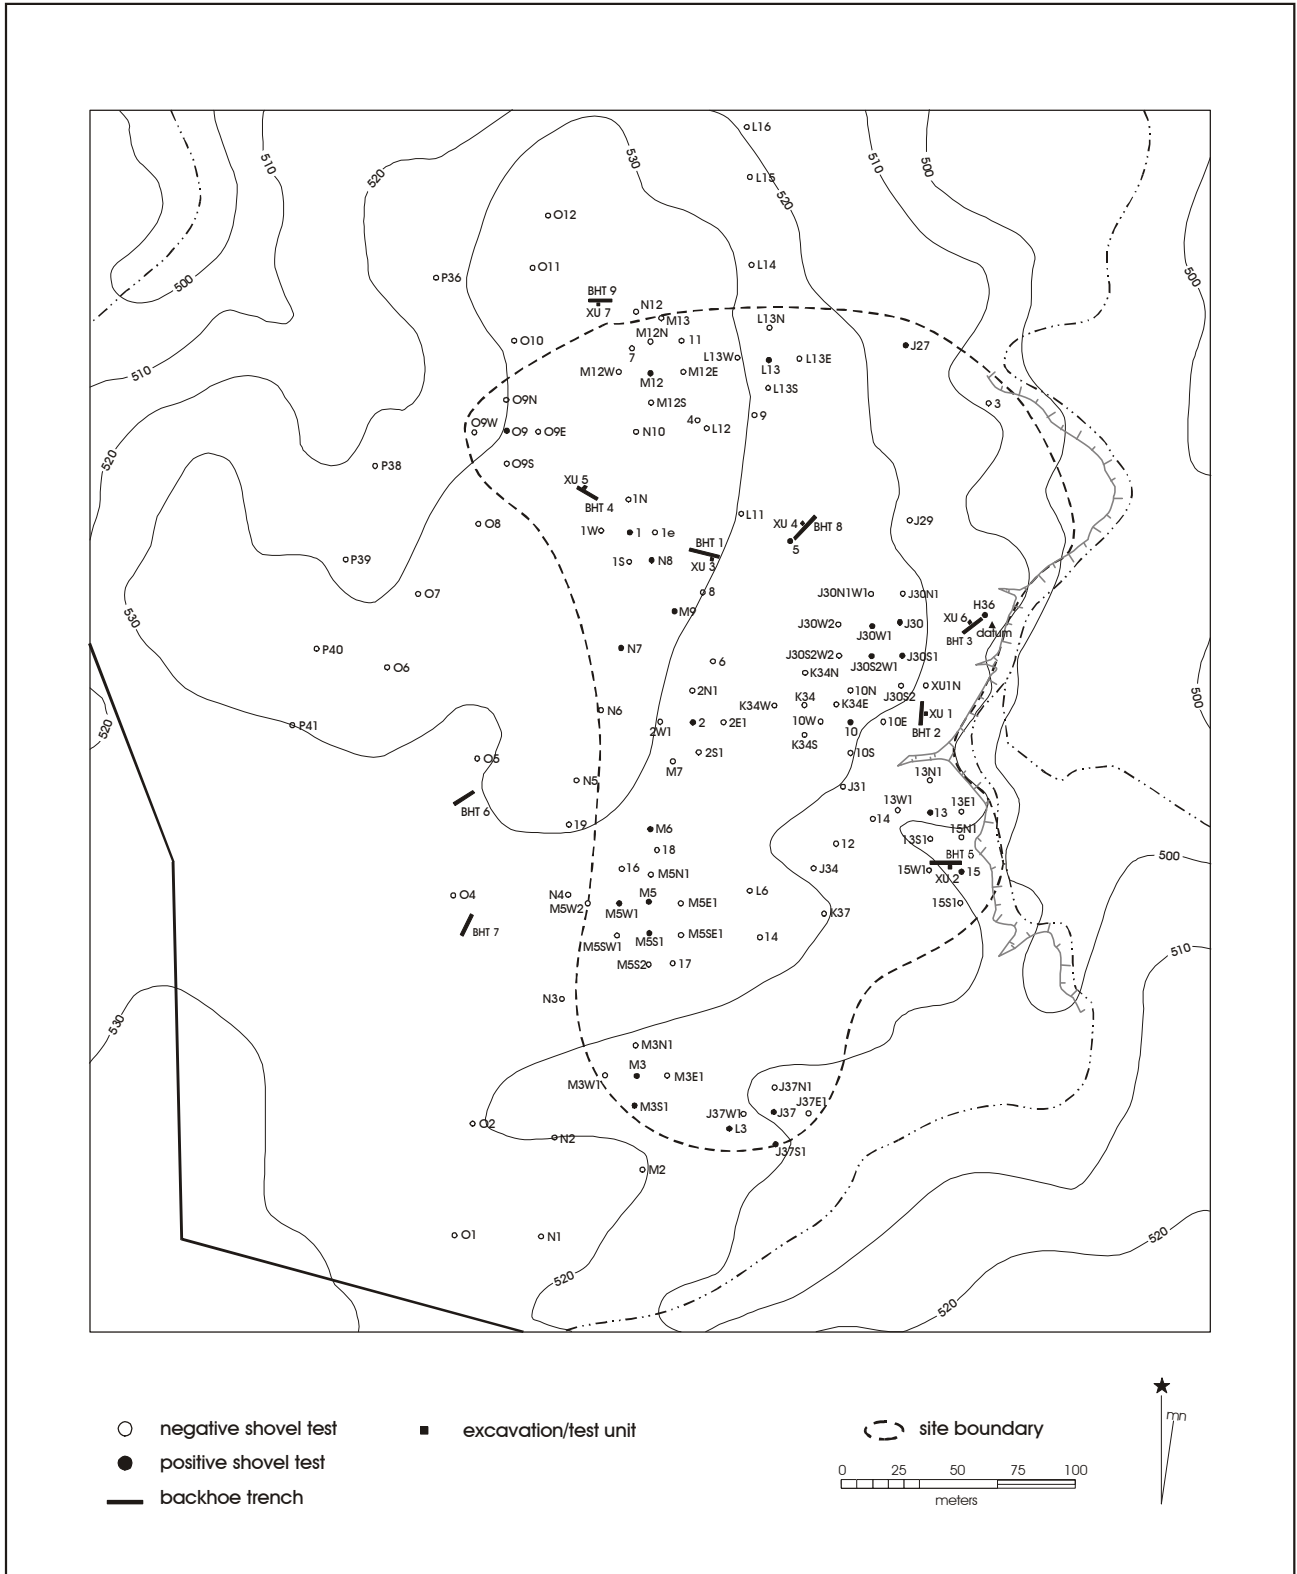 L16
530
510
500
510
520
L15
520
O12
L14
O11
P36
500
500
BHT 9
XU 7
N12
M13
L13N
M12N
11
O10
7
J27
L13W
L13E
L13
510
M12W
M12
M12E
L13S
M12S
O9N
3
4
9
O9W
O9
O9E
N10
L12
520
O9S
P38
XU 5
BHT 4
1N
L11
XU 4
BHT 8
J29
O8
1W
1
1e
5
BHT 1
XU 3
1S
N8
P39
8
O7
J30N1W1
J30N1
530
M9
H36
XU 6
datum
BHT 3
J30W2
J30W1
J30
N7
P40
J30S2W2
J30S2W1
J30S1
6
O6
K34N
J30S2
XU1N
500
2N1
10N
K34
K34E
K34W
N6
XU 1
BHT 2
520
P41
2W1
2
2E1
10W
10
10E
K34S
2S1
10S
O5
M7
13N1
N5
J31
BHT 6
13W1
13
13E1
19
14
M6
15N1
13S1
12
18
BHT 5
500
16
M5N1
J34
15W1
XU 2
15
O4
N4
M5
L6
M5W2
M5W1
M5E1
15S1
K37
BHT 7
M5SW1
M5S1
M5SE1
14
510
M5S2
17
N3
530
M3N1
M3
M3W1
M3E1
J37N1
J37E1
M3S1
J37W1
J37
O2
L3
N2
J37S1
M2
O1
N1
520
520
520
negative shovel test
excavation/test unit
site boundary
mn
positive shovel test
0 25 50 75 100
meters
backhoe trench